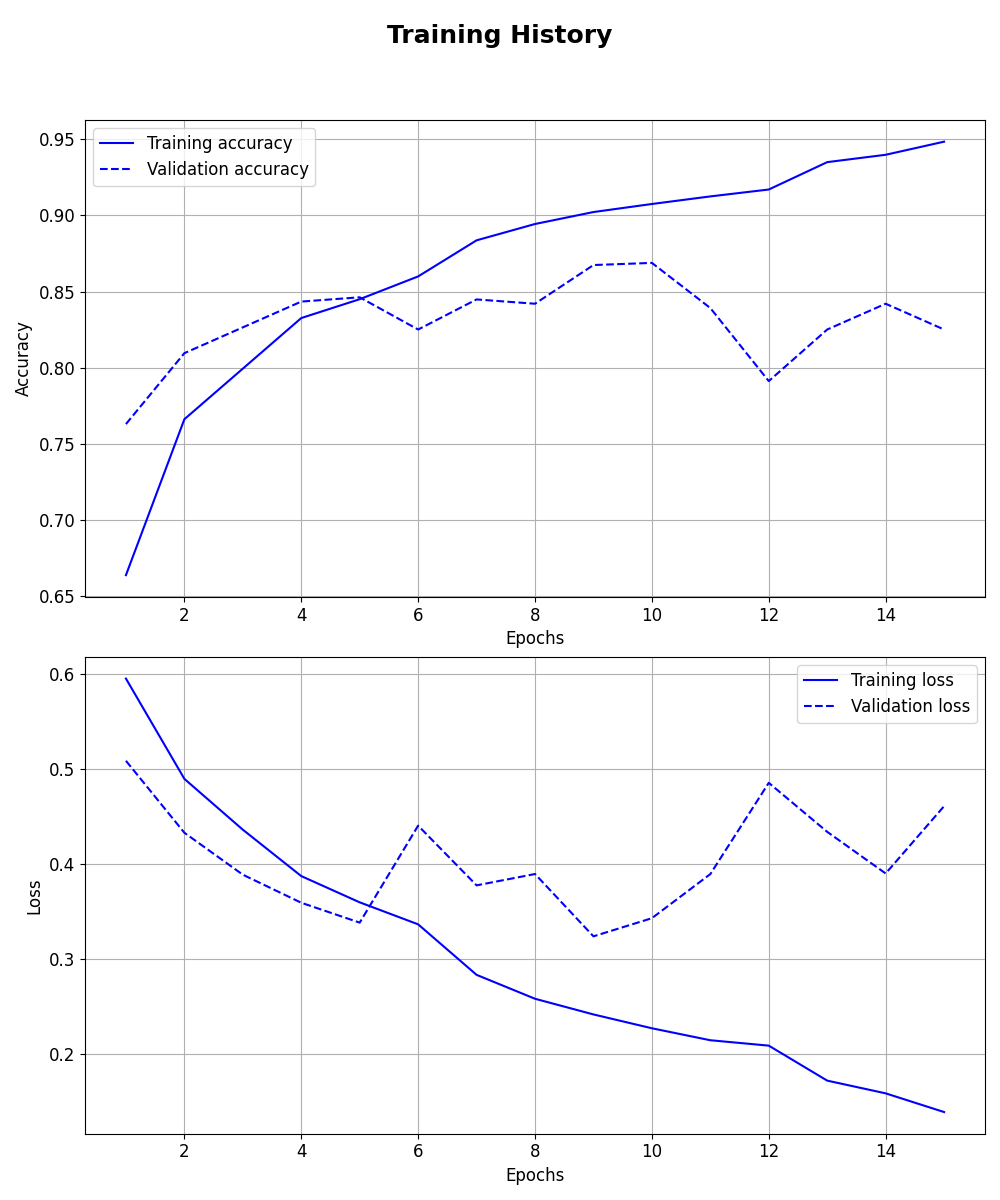 Training History
Training accuracy
Validation accuracy
0.95
0.90
0.85
0.80
0.75
0.70
0.65
Accuracy
2 4 6 8 10 12 14
Epochs
Training loss
Validation loss
0.6
0.5
0.4
0.3
0.2
Loss
2 4 6 8 10 12 14
Epochs